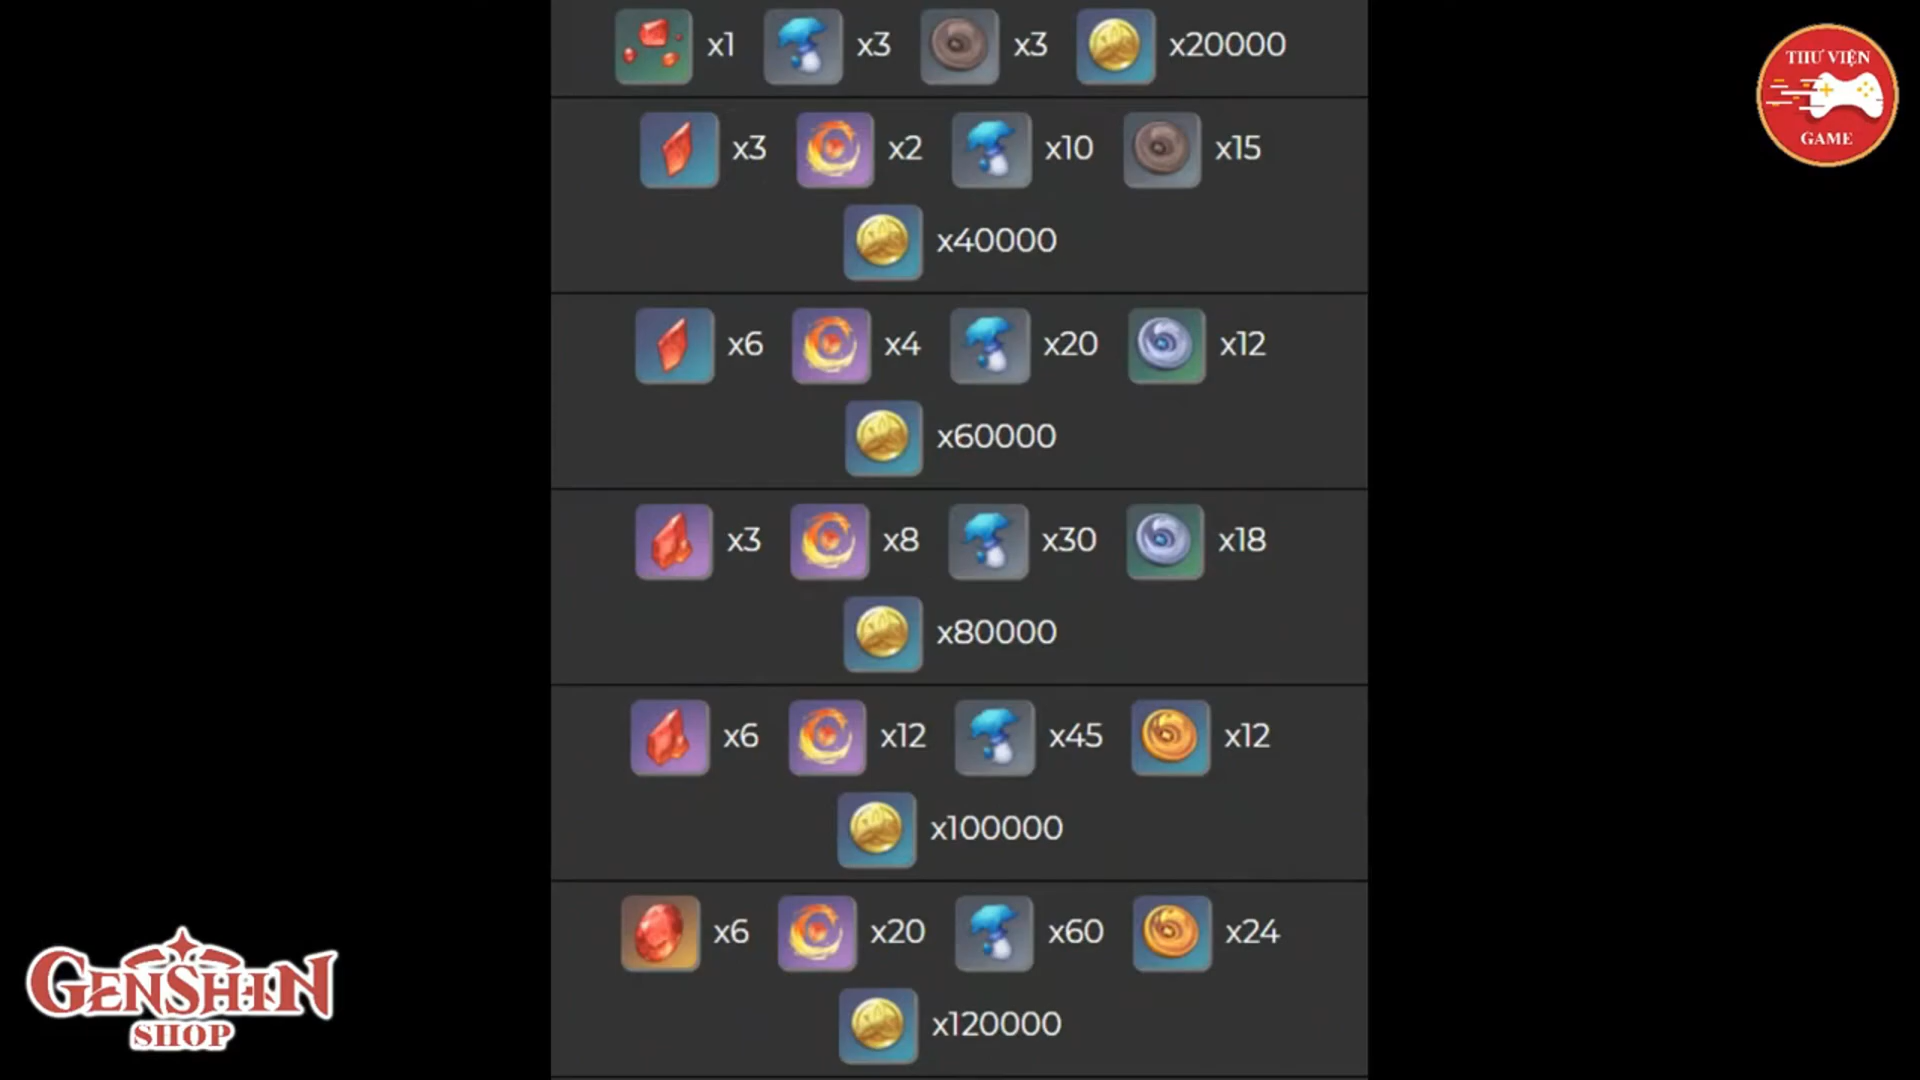 x1 x3 x3 x20000
THƯ VIỆN
GAME
x3 x2 x10 x15
x40000
x6 x4 x20 x12
x60000
x3 x8 x30 x18
x80000
x6 x12 x45 x12
x100000
x6 x20 x60 x24
x120000
GENSHIN
SHOP